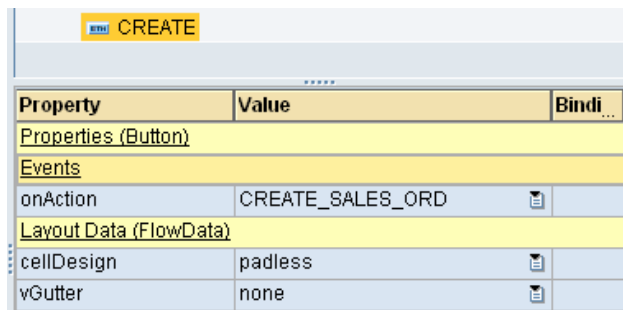 CREATE
Property Value Bindi...
Properties (Button)
Events
onAction CREATE_SALES_ORD
Layout Data (FlowData)
cellDesign padless
vGutter none